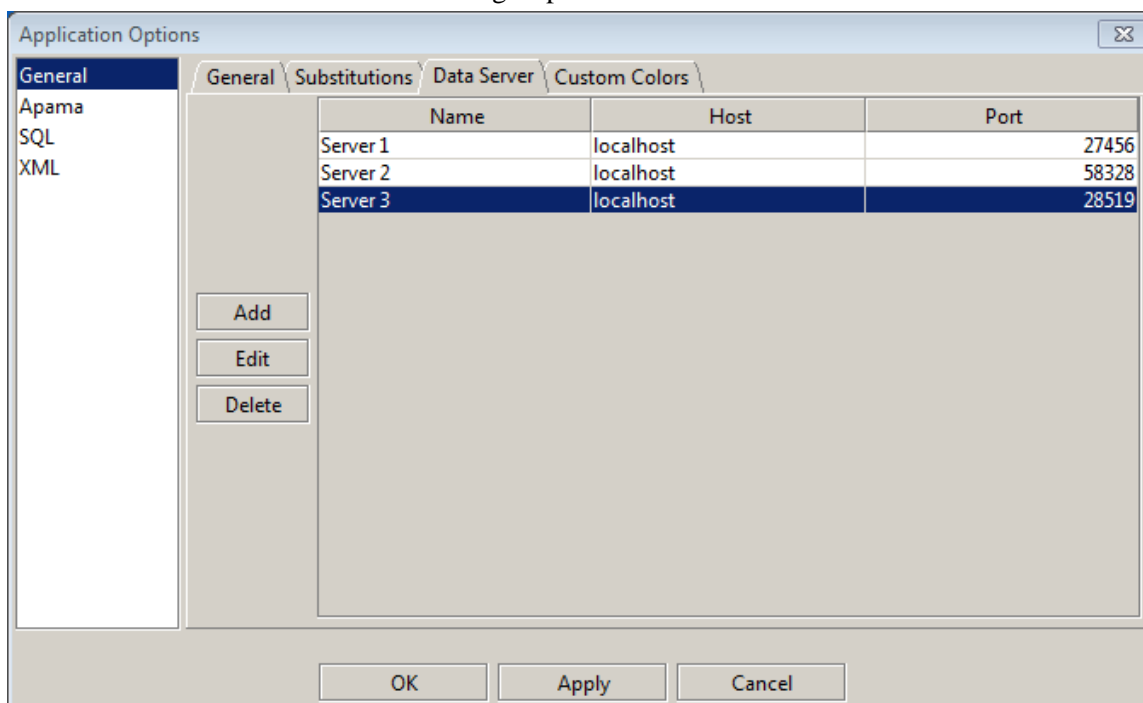 Application Options
General
Apama
SQL
XML
General Substitutions Data Server Custom Colors
Name Host Port
Server 1 localhost 27456
Server 2 localhost 58328
Server 3 localhost 28519
Add
Edit
Delete
OK Apply Cancel